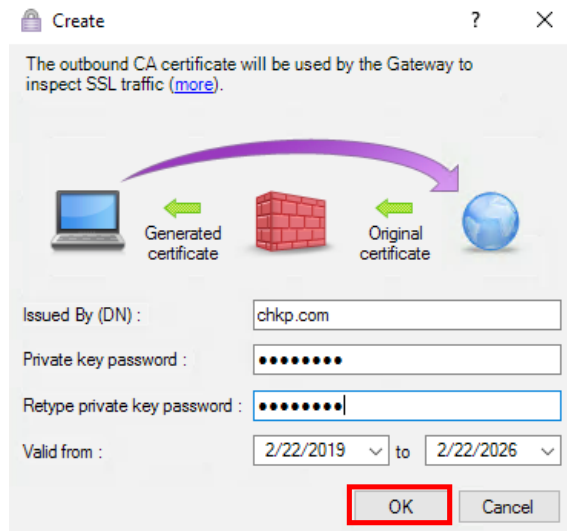 Create
?
The outbound CA certificate will be used by the Gateway to
inspect SSL traffic (more).
Generated
certificate
Original
certificate
Issued By (DN) :
chkp.com
Private key password :
●●●●●●●●
Retype private key password :
●●●●●●●●
Valid from :
2/22/2019
to
2/22/2026
OK
Cancel